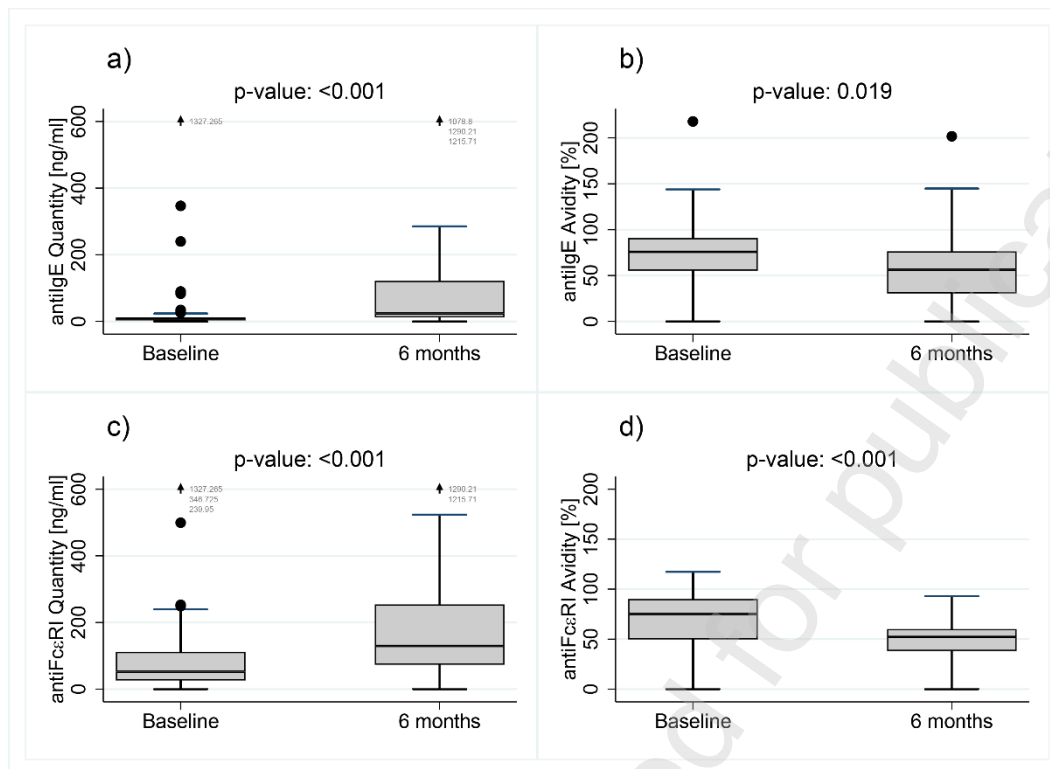 a)
p-value: <0.001
antiIgE Quantity [ng/ml]
600
400
200
0
1327.265
1078.8
1290.21
1215.71
Baseline
6 months
b)
p-value: 0.019
antiIgE Avidity [%]
200
150
100
50
0
Baseline
6 months
c)
p-value: <0.001
antiFcεRI Quantity [ng/ml]
600
400
200
0
1327.265
346.725
239.95
1290.21
1215.71
Baseline
6 months
d)
p-value: <0.001
antiFcεRI Avidity [%]
200
150
100
50
0
Baseline
6 months
for publica